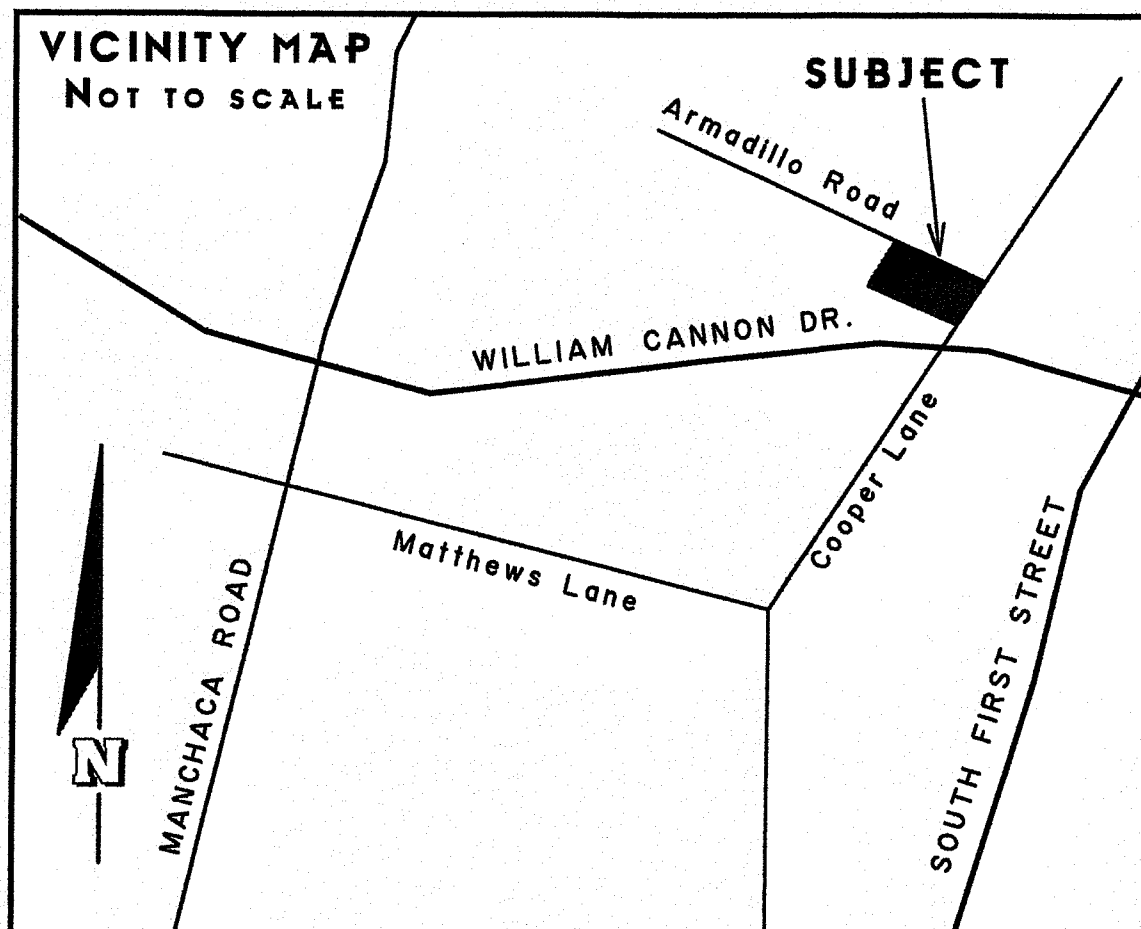 VICINITY MAP
NOT TO SCALE
SUBJECT
Armadillo Road
WILLIAM CANNON DR.
Cooper Lane
Matthews Lane
MANCHACA ROAD
SOUTH FIRST STREET
N